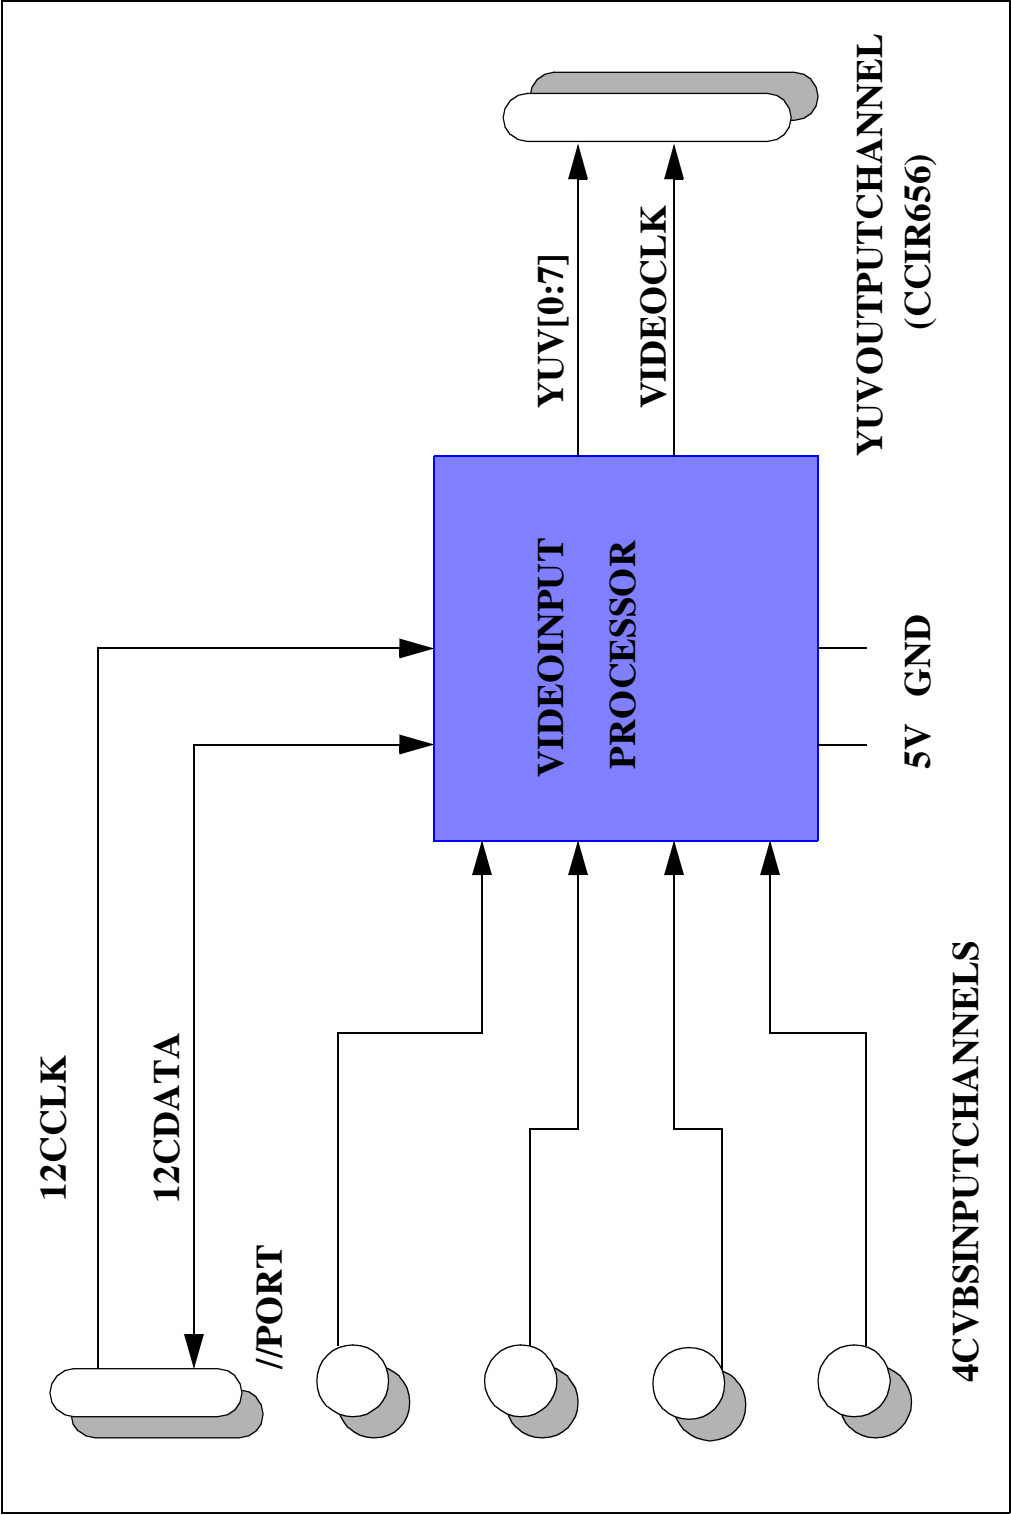 12CCLK
12CDATA
//PORT
VIDEOINPUT
PROCESSOR
YUV[0:7]
VIDEOCLK
YUVOUTPUTCHANNEL
(CCIR656)
5V GND
4CVBSINPUTCHANNELS